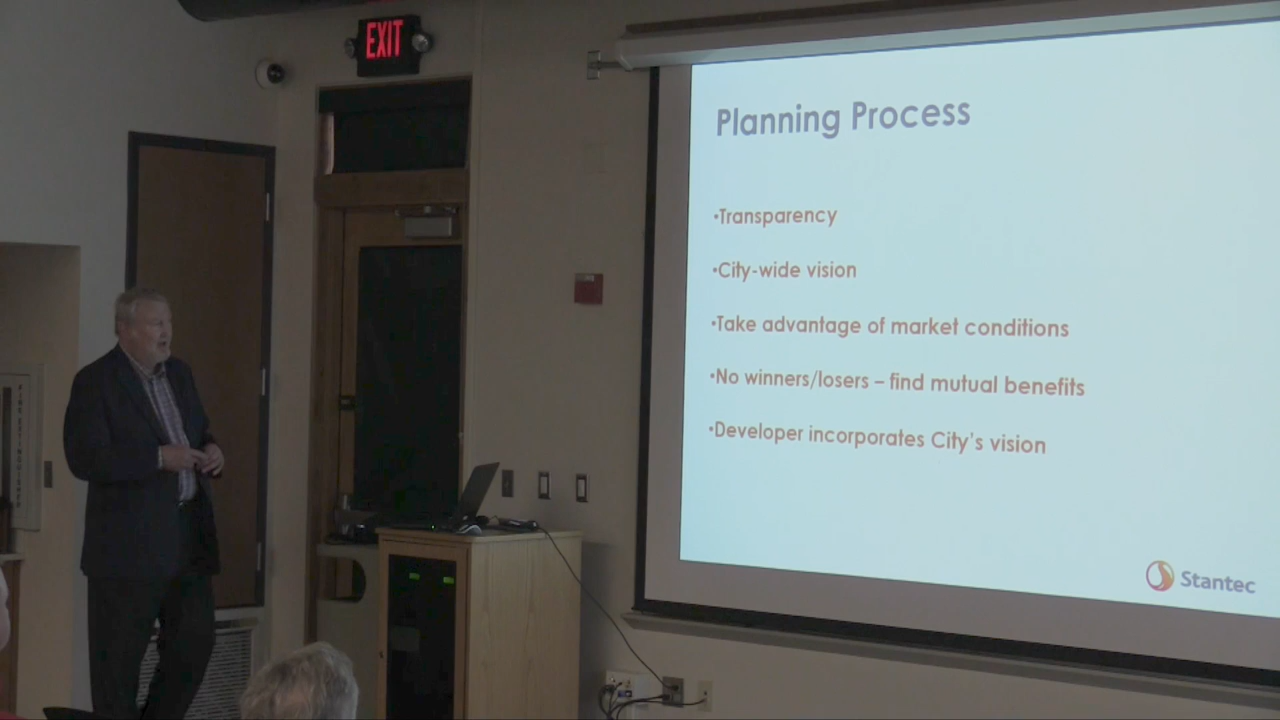 EXIT
Planning Process
•Transparency
•City-wide vision
•Take advantage of market conditions
•No winners/losers – find mutual benefits
•Developer incorporates City's vision
Stantec